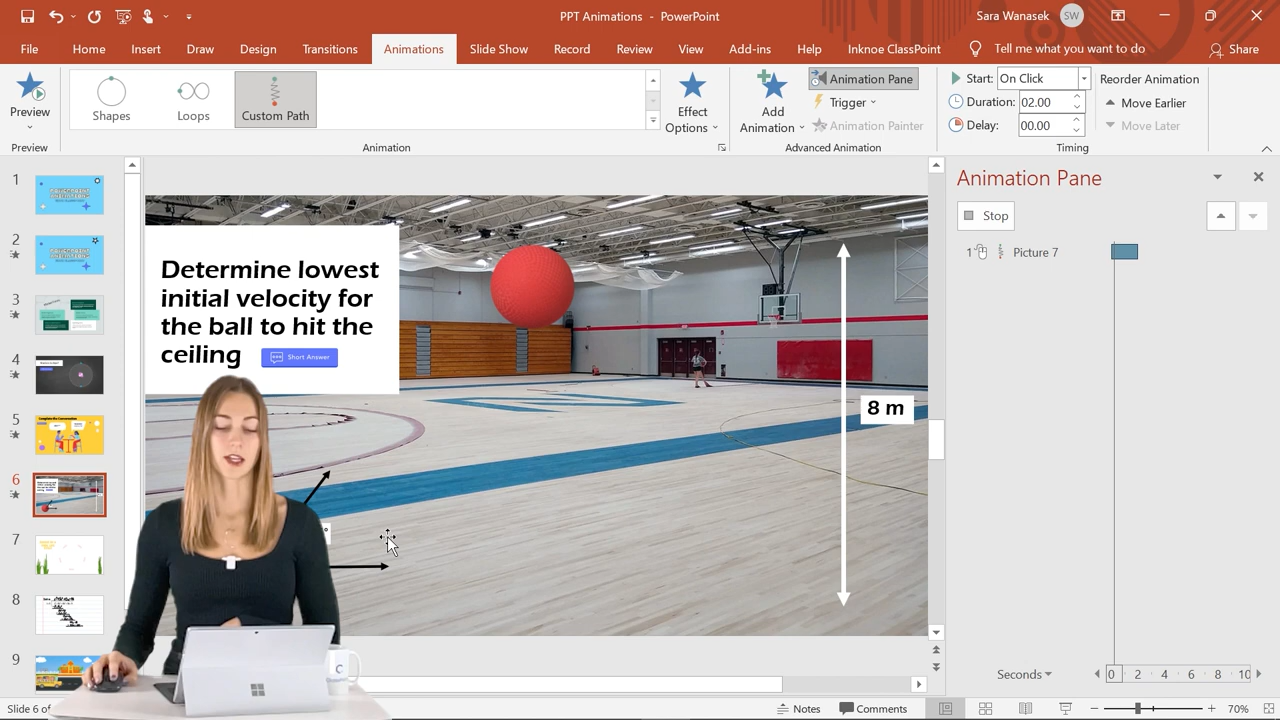 PPT Animations - PowerPoint
Sara Wanasek SW
File Home Insert Draw Design Transitions Animations Slide Show Record Review View Add-ins Help Inknoe ClassPoint Tell me what you want to do Share
Preview
Preview
Shapes Loops Custom Path
Effect Options
Animation
Add Animation
Animation Pane
Trigger
Animation Painter
Advanced Animation
Start: On Click
Duration: 02.00
Delay: 00.00
Reorder Animation
Move Earlier
Move Later
Timing
1
2
3
4
5
6
7
8
9
Determine lowest
initial velocity for
the ball to hit the
ceiling
Short Answer
8 m
Animation Pane
Stop
1 Picture 7
Seconds 0 2 4 6 8 10
C
Slide 6 of
Notes Comments 70%